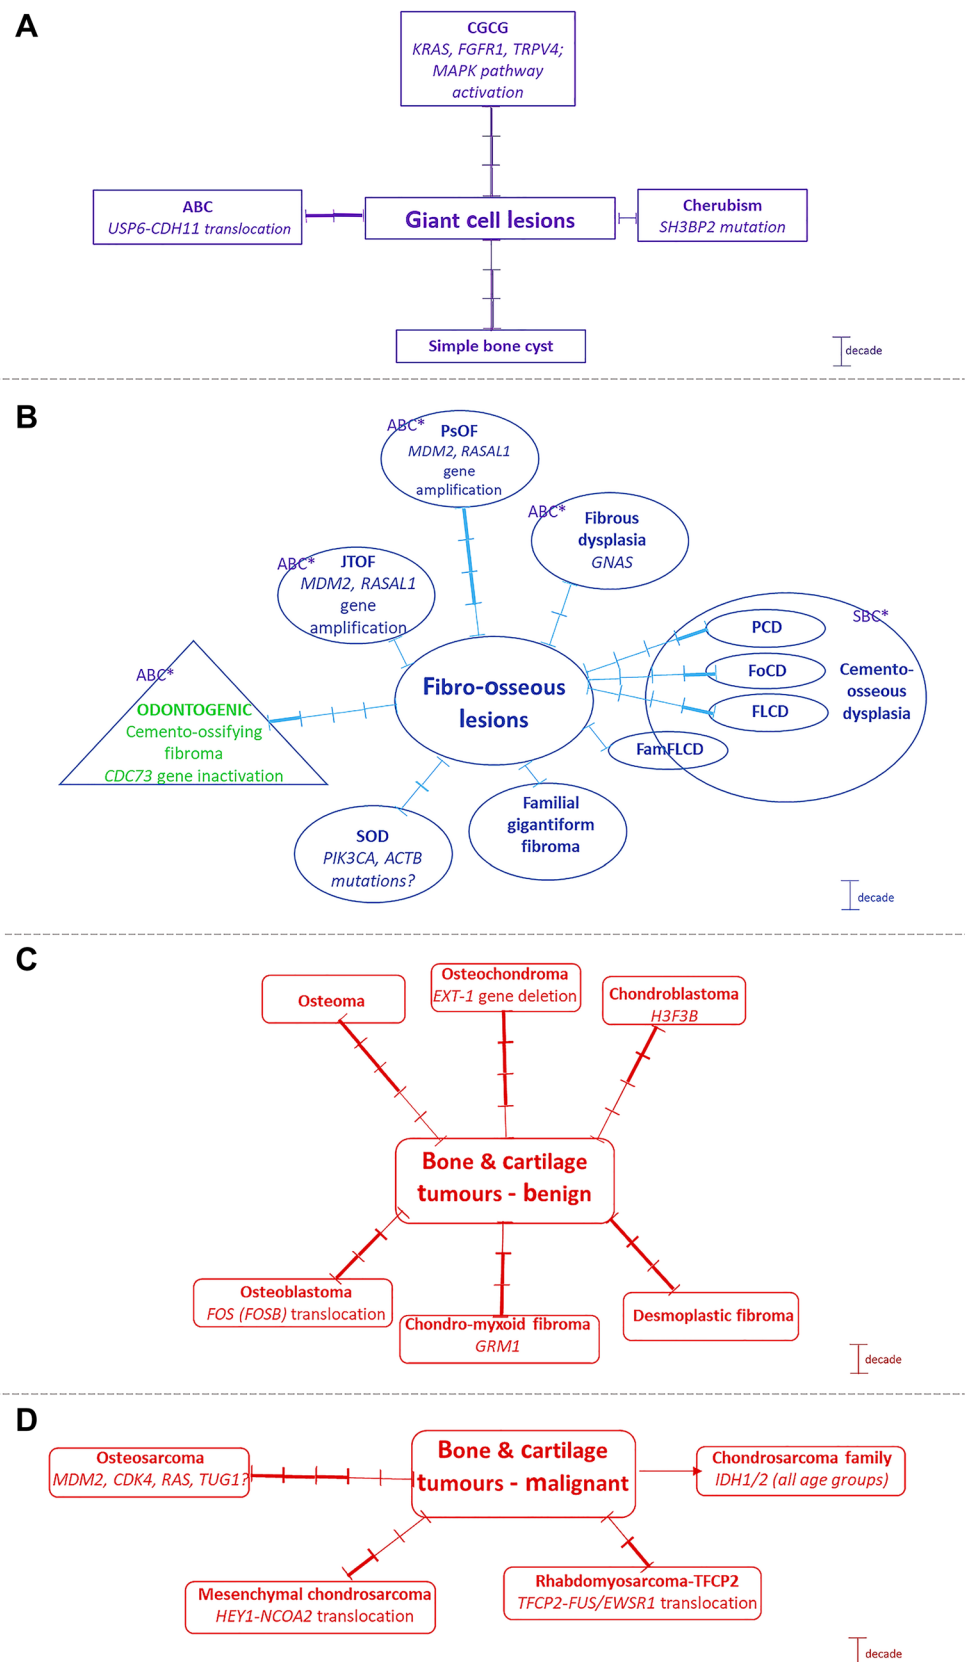 A
CGCG
KRAS, FGFR1, TRPV4;
MAPK pathway
activation
ABC
USP6-CDH11 translocation
Giant cell lesions
Cherubism
SH3BP2 mutation
Simple bone cyst
decade
B
ABC*
PsOF
MDM2, RASAL1
gene
amplification
ABC*
Fibrous
dysplasia
GNAS
ABC*
JTOF
MDM2, RASAL1
gene
amplification
SBC*
PCD
FoCD
FLCD
FamFLCD
Cemento-
osseous
dysplasia
Fibro-osseous
lesions
ABC*
ODONTOGENIC
Cemento-ossifying
fibroma
CDC73 gene inactivation
SOD
PIK3CA, ACTB
mutations?
Familial
gigantiform
fibroma
decade
C
Osteoma
Osteochondroma
EXT-1 gene deletion
Chondroblastoma
H3F3B
Bone & cartilage
tumours - benign
Osteoblastoma
FOS (FOSB) translocation
Chondro-myxoid fibroma
GRM1
Desmoplastic fibroma
decade
D
Osteosarcoma
MDM2, CDK4, RAS, TUG1?
Bone & cartilage
tumours - malignant
Chondrosarcoma family
IDH1/2 (all age groups)
Mesenchymal chondrosarcoma
HEY1-NCOA2 translocation
Rhabdomyosarcoma-TFCP2
TFCP2-FUS/EWSR1 translocation
decade